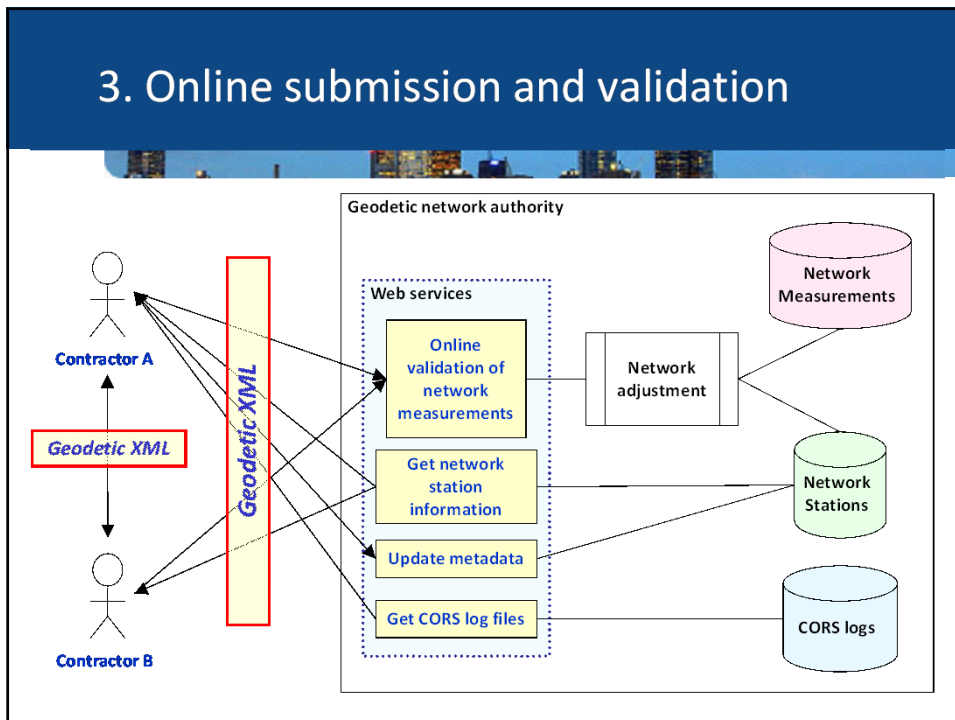 3. Online submission and validation
Geodetic network authority
Contractor A
Geodetic XML
Contractor B
Geodetic XML
Web services
Online
validation of
network
measurements
Get network
station
information
Update metadata
Get CORS log files
Network
adjustment
Network
Measurements
Network
Stations
CORS logs